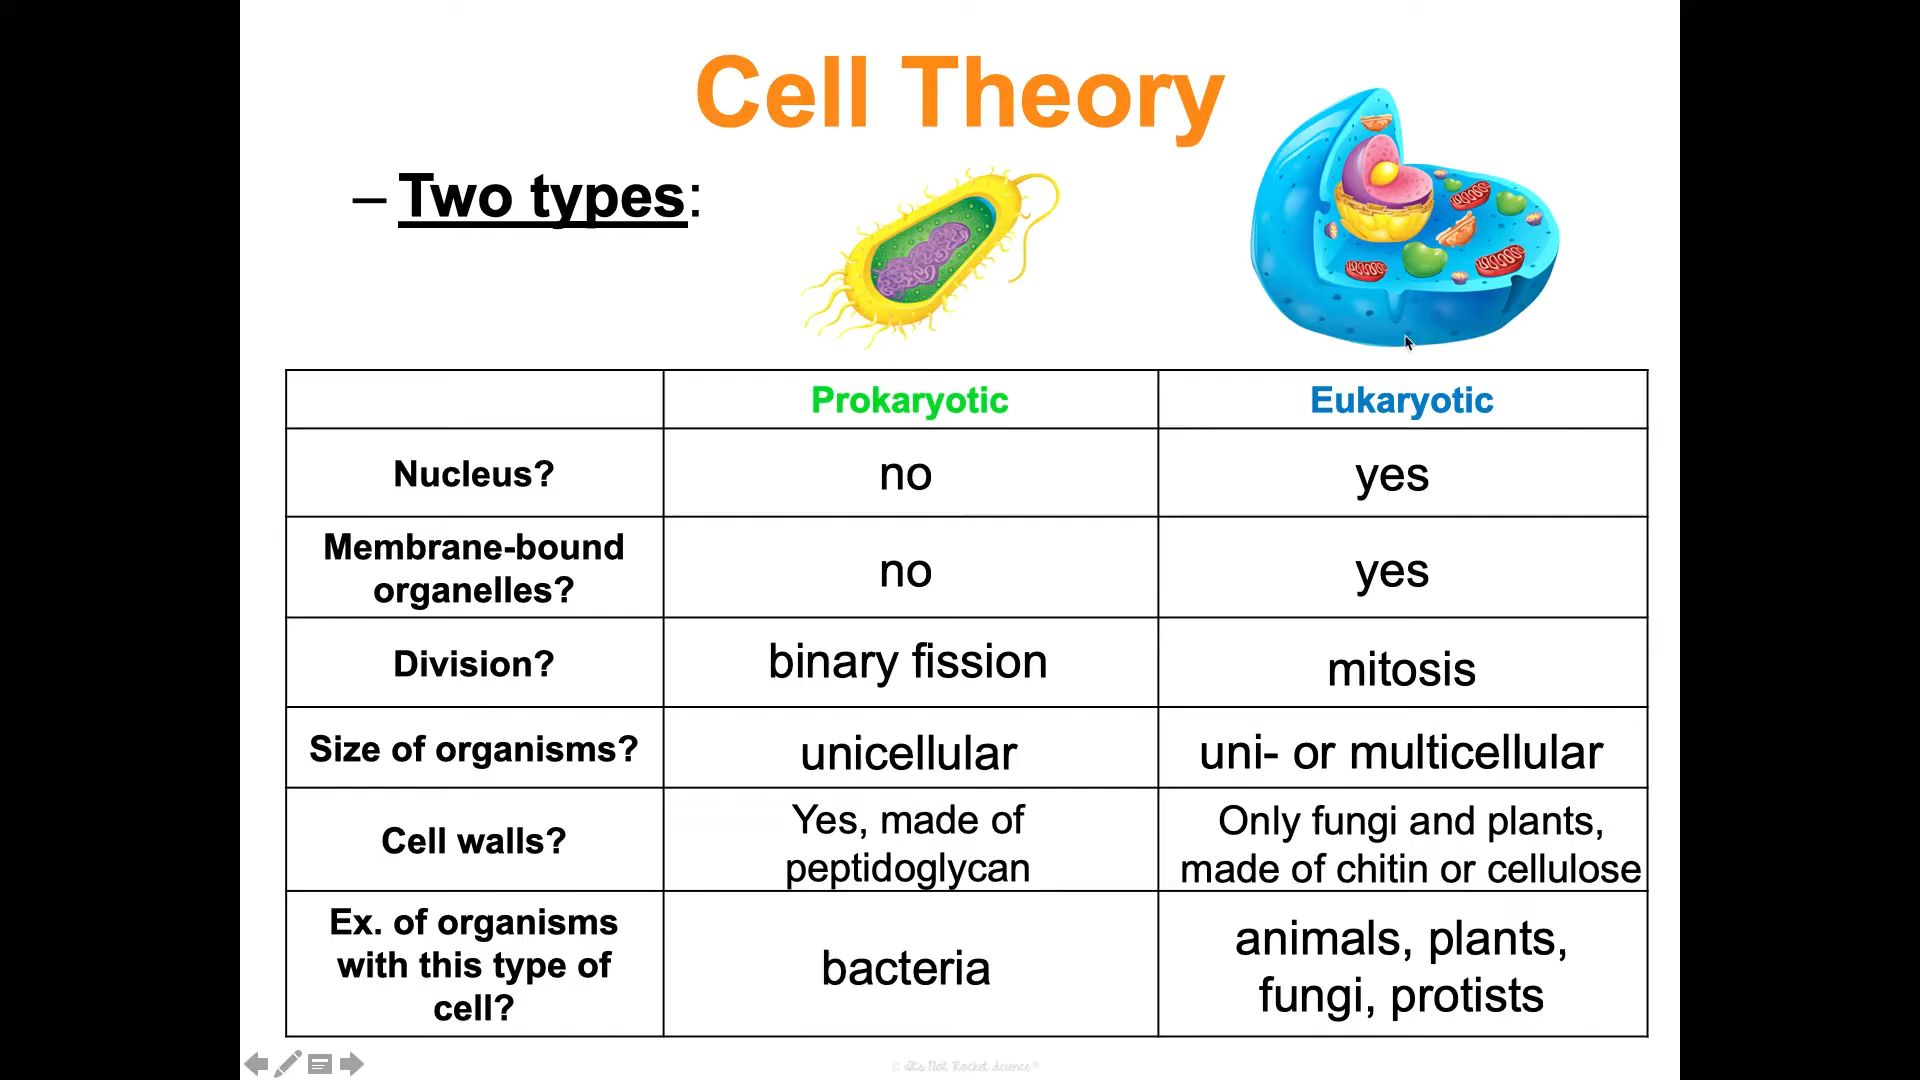 Cell Theory
– Two types:
Prokaryotic
Eukaryotic
Nucleus?
no
yes
Membrane-bound
organelles?
no
yes
Division?
binary fission
mitosis
Size of organisms?
unicellular
uni- or multicellular
Cell walls?
Yes, made of
peptidoglycan
Only fungi and plants,
made of chitin or cellulose
Ex. of organisms
with this type of
cell?
bacteria
animals, plants,
fungi, protists
© It's Not Rocket Science®